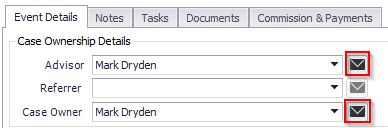 Event Details Notes Tasks Documents Commission & Payments
Case Ownership Details
Advisor Mark Dryden
Referrer
Case Owner Mark Dryden